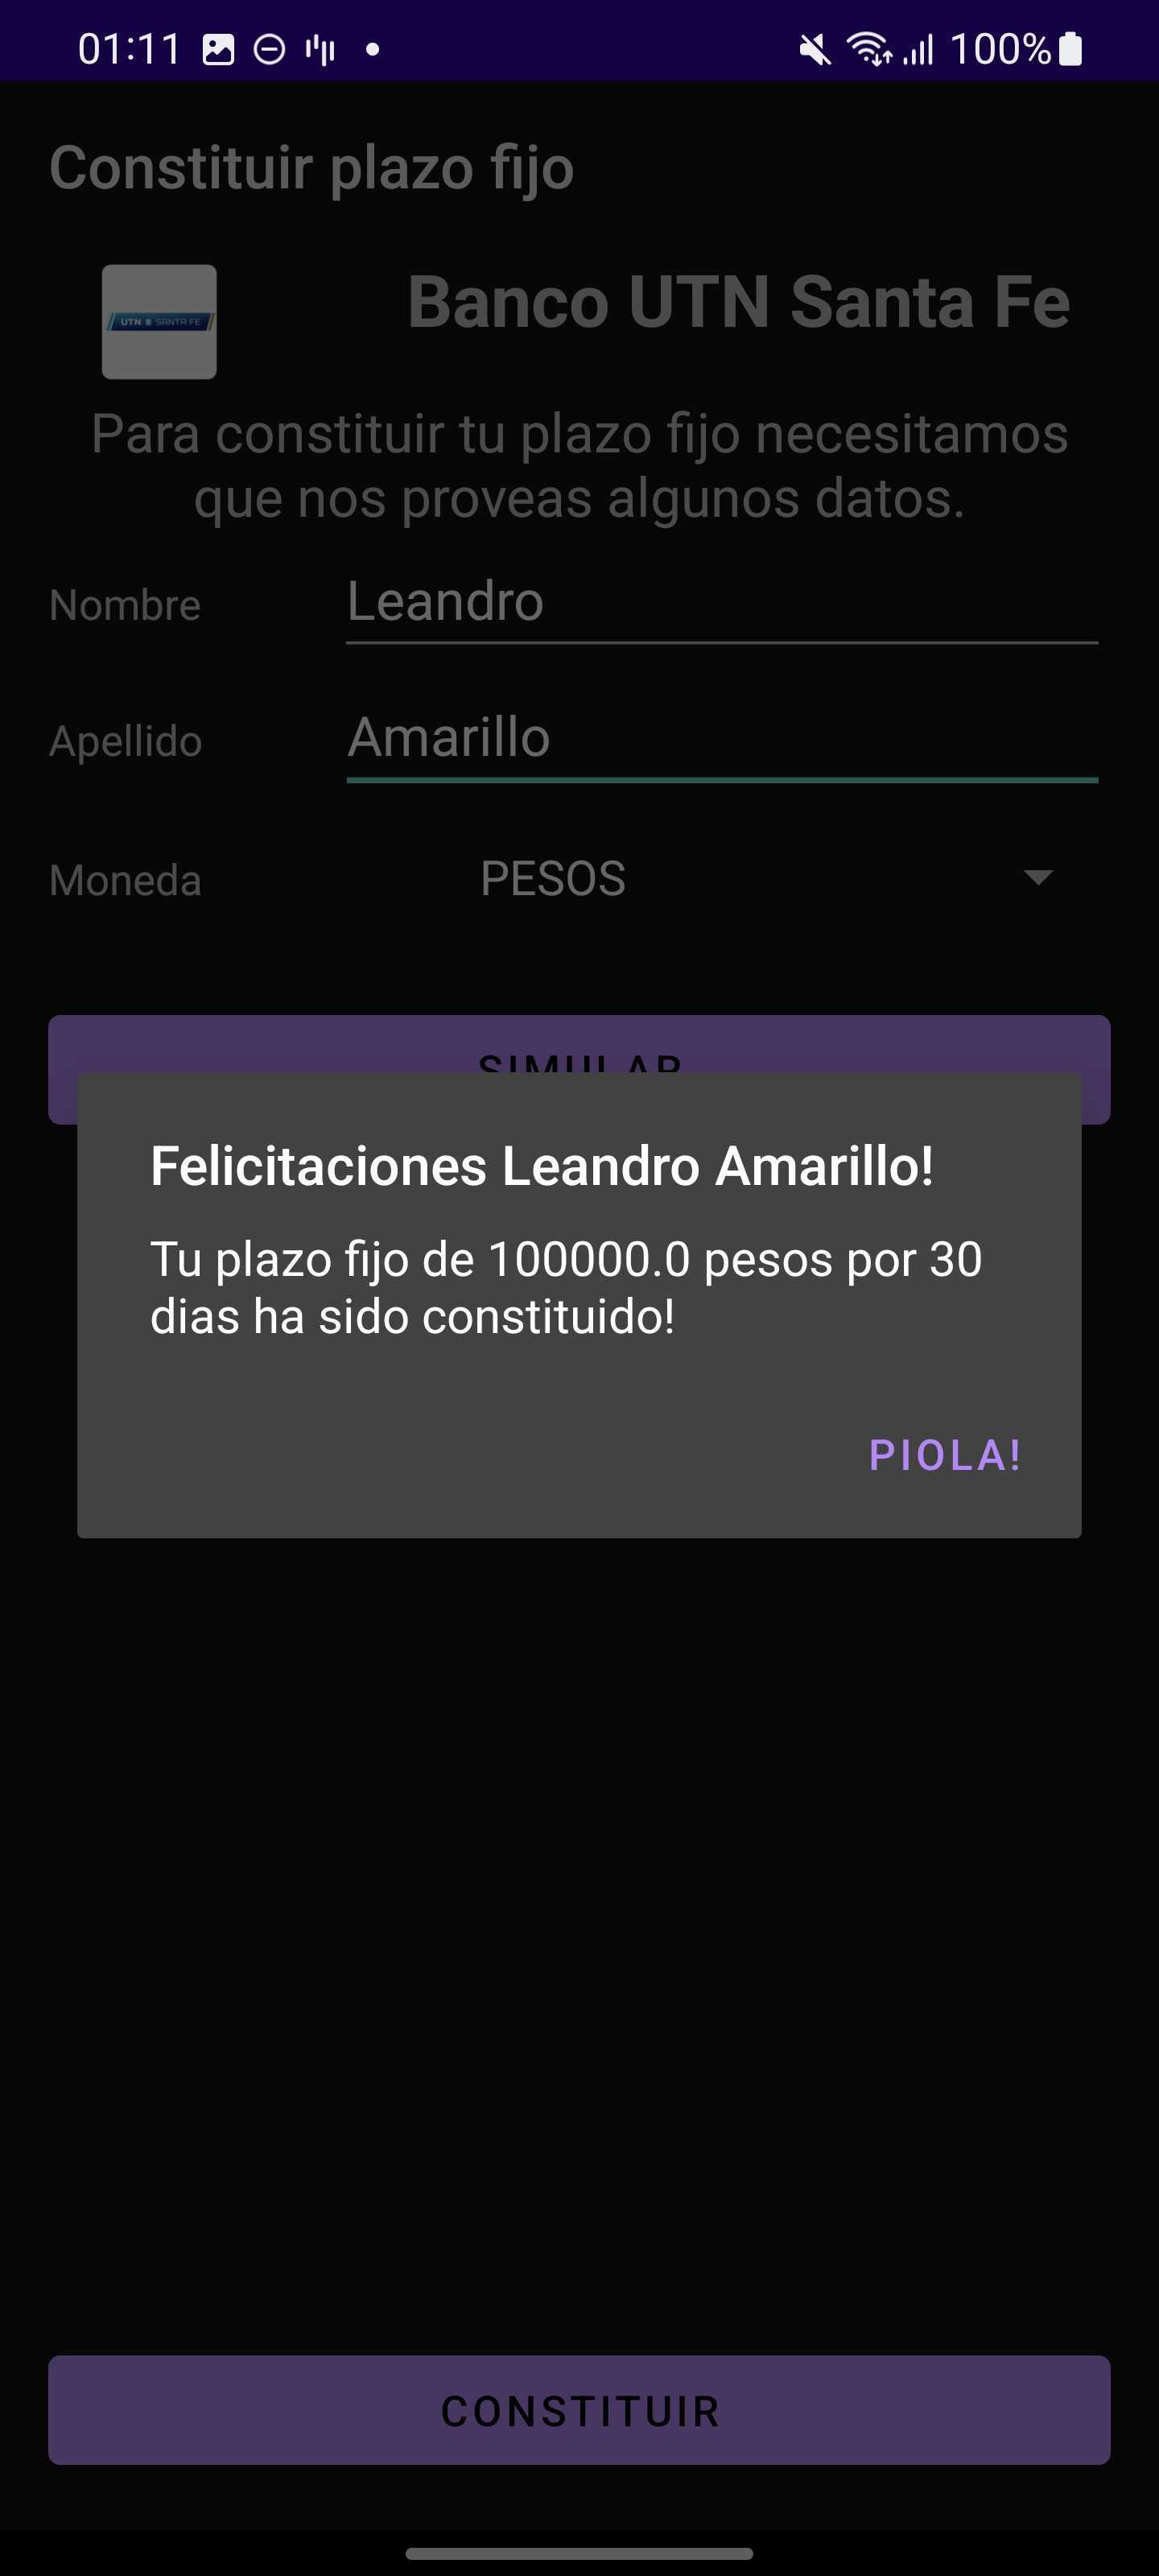 01:11 100%
Constituir plazo fijo
UTN SANTA FE
Banco UTN Santa Fe
Para constituir tu plazo fijo necesitamos
que nos proveas algunos datos.
Nombre Leandro
Apellido Amarillo
Moneda PESOS
SIMULAR
Felicitaciones Leandro Amarillo!
Tu plazo fijo de 100000.0 pesos por 30
dias ha sido constituido!
PIOLA!
CONSTITUIR